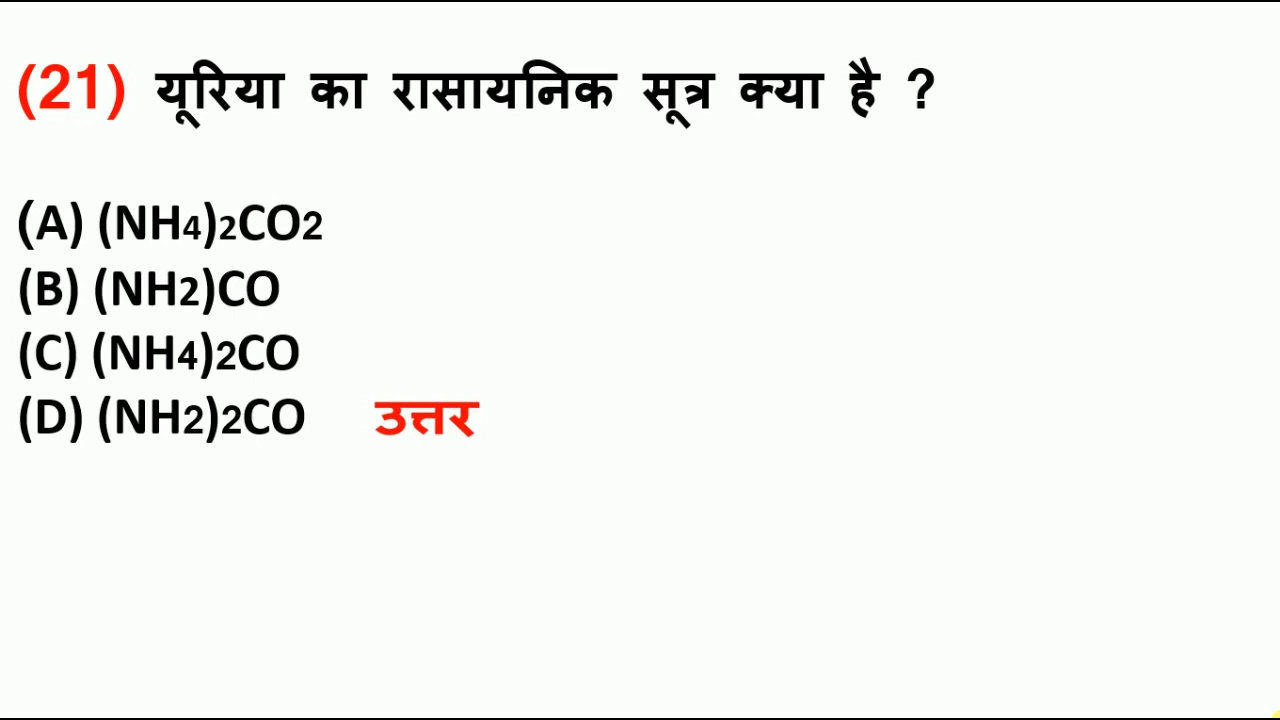 (21) यूरिया का रासायनिक सूत्र क्या है ?
(A) (NH4)2CO2
(B) (NH2)CO
(C) (NH4)2CO
(D) (NH2)2CO उत्तर